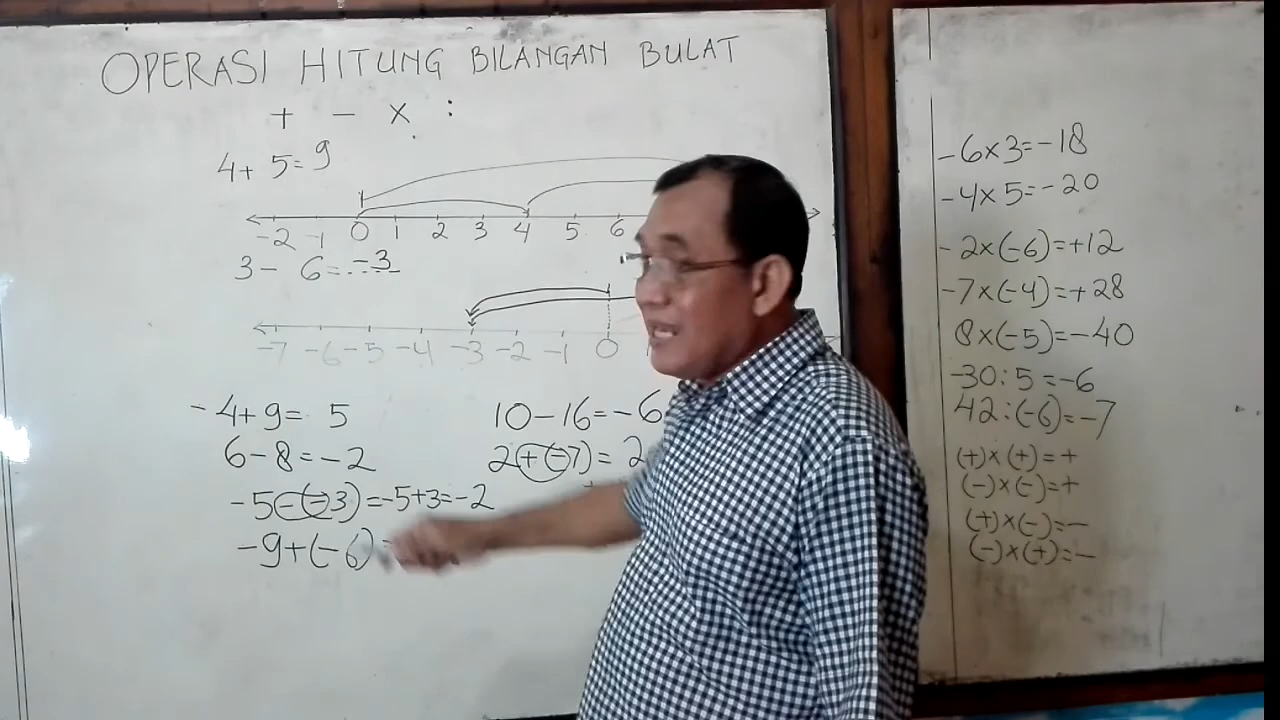 OPERASI HITUNG BILANGAN BULAT
+ - x :
4 + 5 = 9
-2 -1 0 1 2 3 4 5 6
3 - 6 = ...-3...
-7 -6 -5 -4 -3 -2 -1 0
-4 + 9 = 5
6 - 8 = -2
-5 - (-3) = -5 + 3 = -2
-9 + (-6) =
10 - 16 = -6
2 + (-7) = 2
-6 x 3 = -18
-4 x 5 = -20
-2 x (-6) = +12
-7 x (-4) = +28
8 x (-5) = -40
-30 : 5 = -6
42 : (-6) = -7
(+) x (+) = +
(-) x (-) = +
(+) x (-) = -
(-) x (+) = -